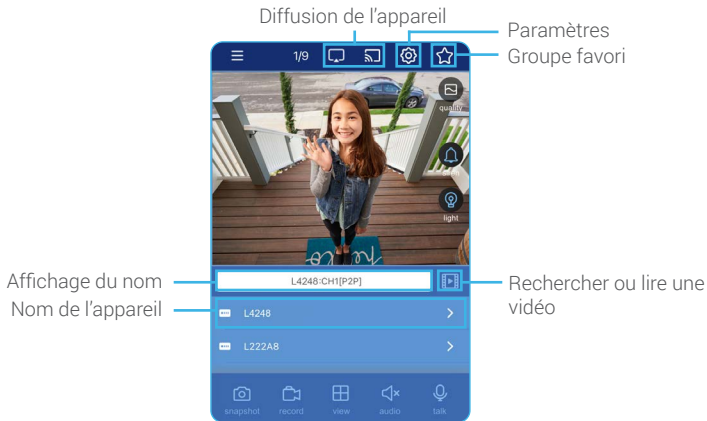 Diffusion de l'appareil
Paramètres
Groupe favori
1/9
quality
light
hello
Affichage du nom
L4248:CH1[P2P]
Rechercher ou lire une
vidéo
Nom de l'appareil
L4248
L222A8
snapshot
record
view
audio
talk